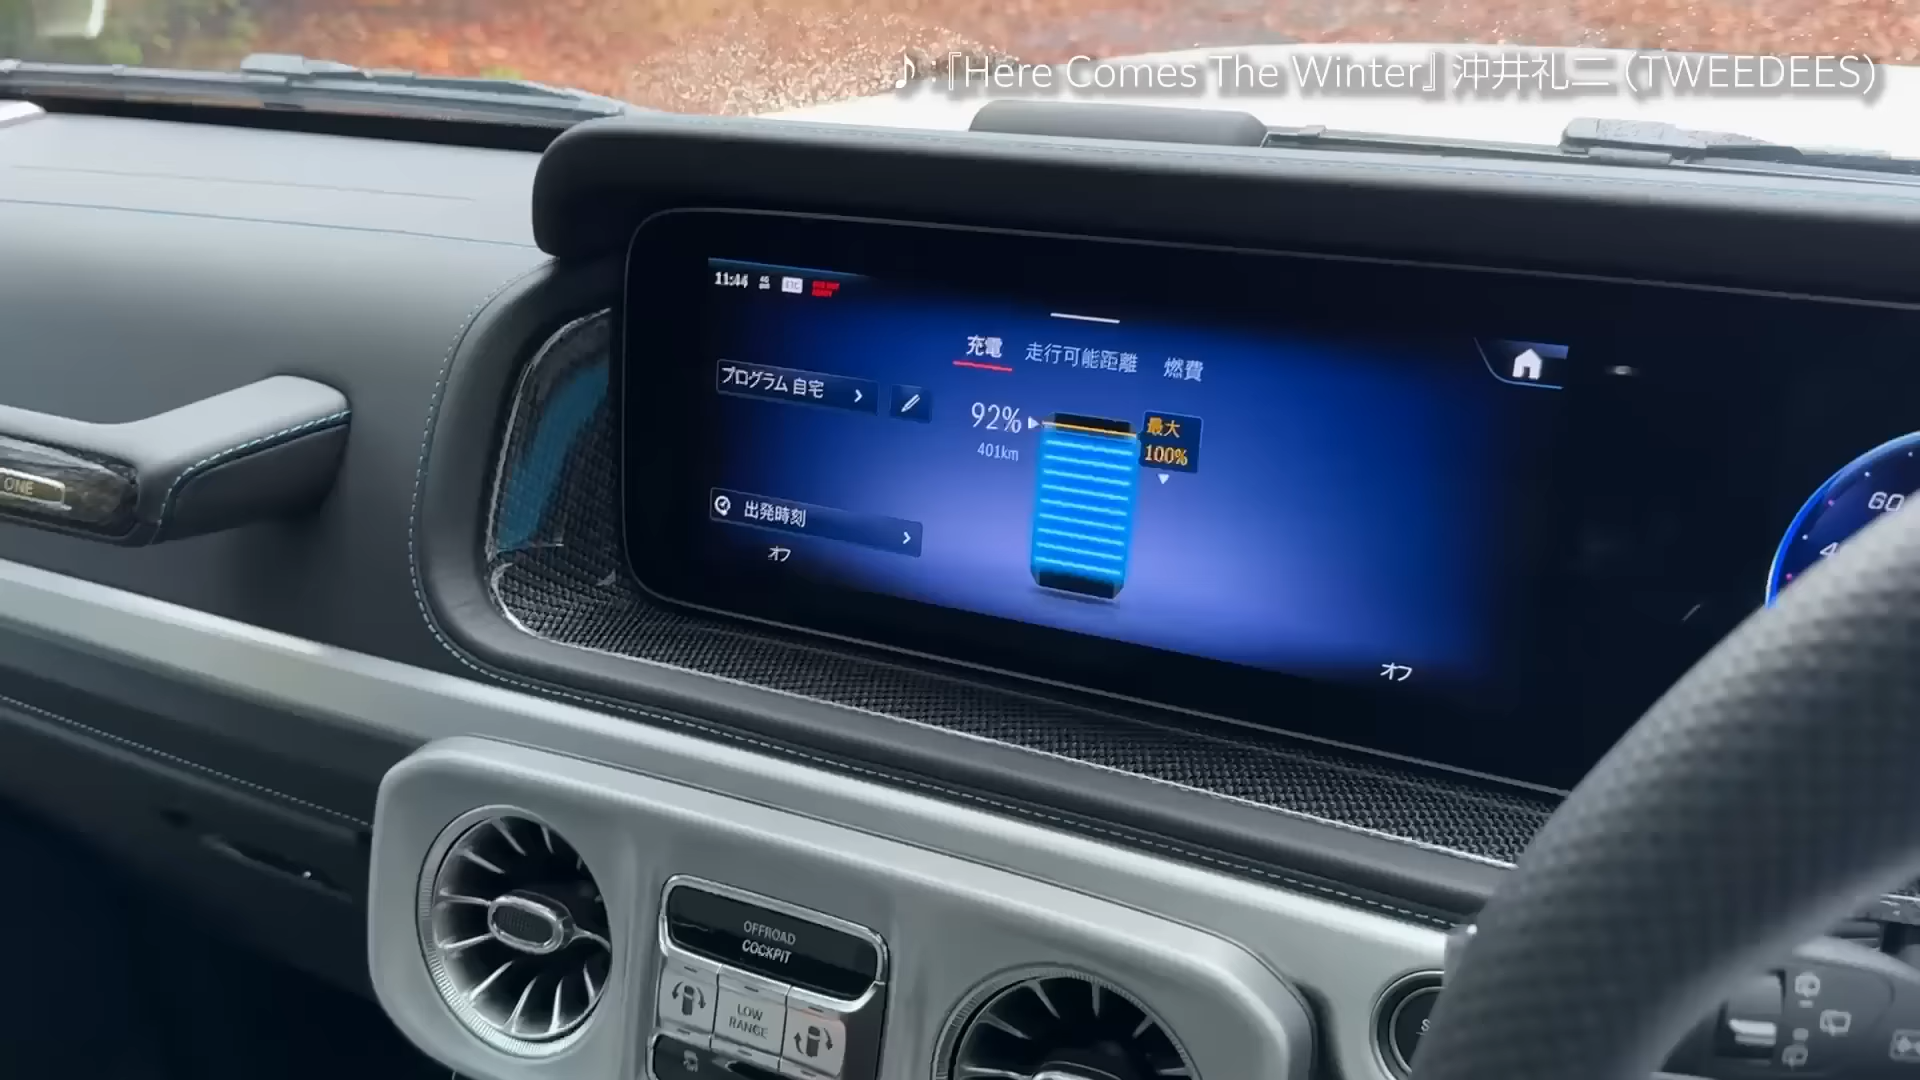 ♪:『Here Comes The Winter』沖井礼二(TWEEDEES)
11:44
ETC
充電 走行可能距離 燃費
プログラム 自宅
92%
401km
最大
100%
出発時刻
オフ
オフ
60
ONE
OFFROAD
COCKPIT
LOW
RANGE